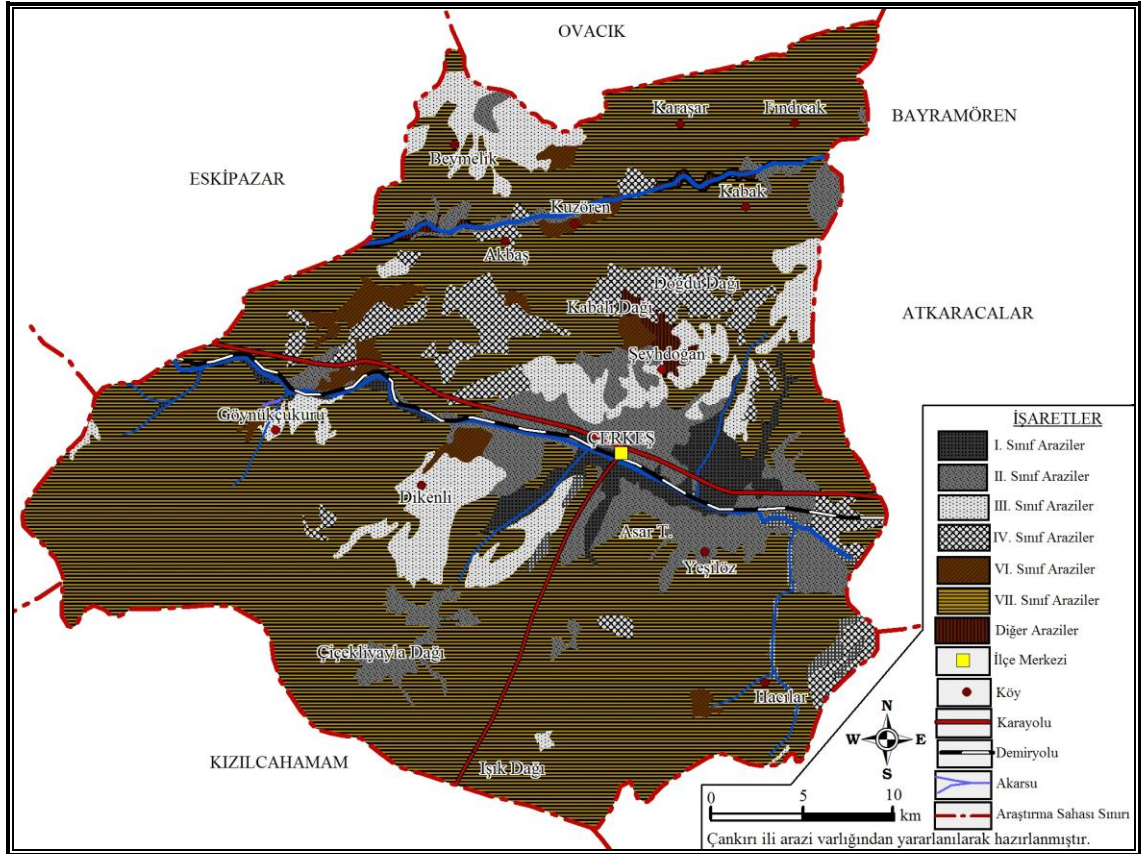 OVACIK
BAYRAMÖREN
ESKİPAZAR
ATKARACALAR
KIZILCAHAMAM
Karaşar
Fındıcak
Beymelik
Kabak
Kuzören
Akbaş
Doğdu Dağı
Kabalı Dağı
Şeyhdoğan
Göynükçukuru
ÇERKEŞ
Dikenli
Asar T.
Yeşilöz
Çiçekliyayla Dağı
Hacılar
Işık Dağı
İŞARETLER
I. Sınıf Araziler
II. Sınıf Araziler
III. Sınıf Araziler
IV. Sınıf Araziler
VI. Sınıf Araziler
VII. Sınıf Araziler
Diğer Araziler
İlçe Merkezi
Köy
Karayolu
Demiryolu
Akarsu
Araştırma Sahası Sınırı
N
W E
S
0 5 10
km
Çankırı ili arazi varlığından yararlanılarak hazırlanmıştır.